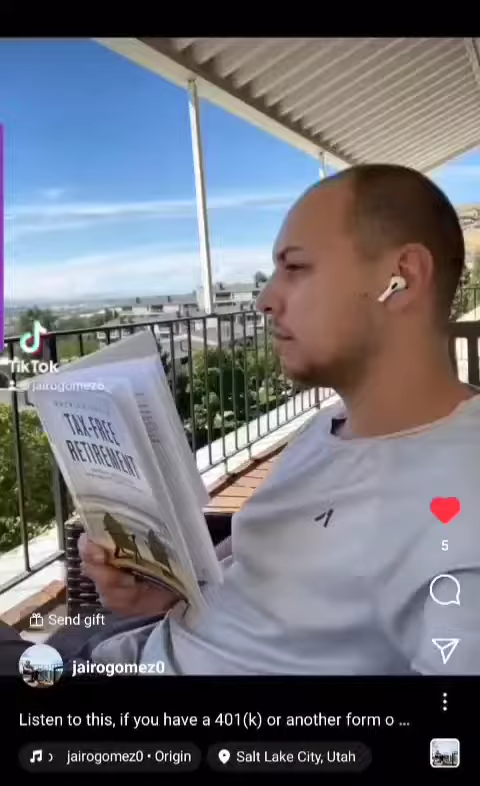 TikTok
jairogomez6
TAX-FREE
RETIREMENT
5
Send gift
jairogomez0
Listen to this, if you have a 401(k) or another form o ...
jairogomez0 • Origin
Salt Lake City, Utah